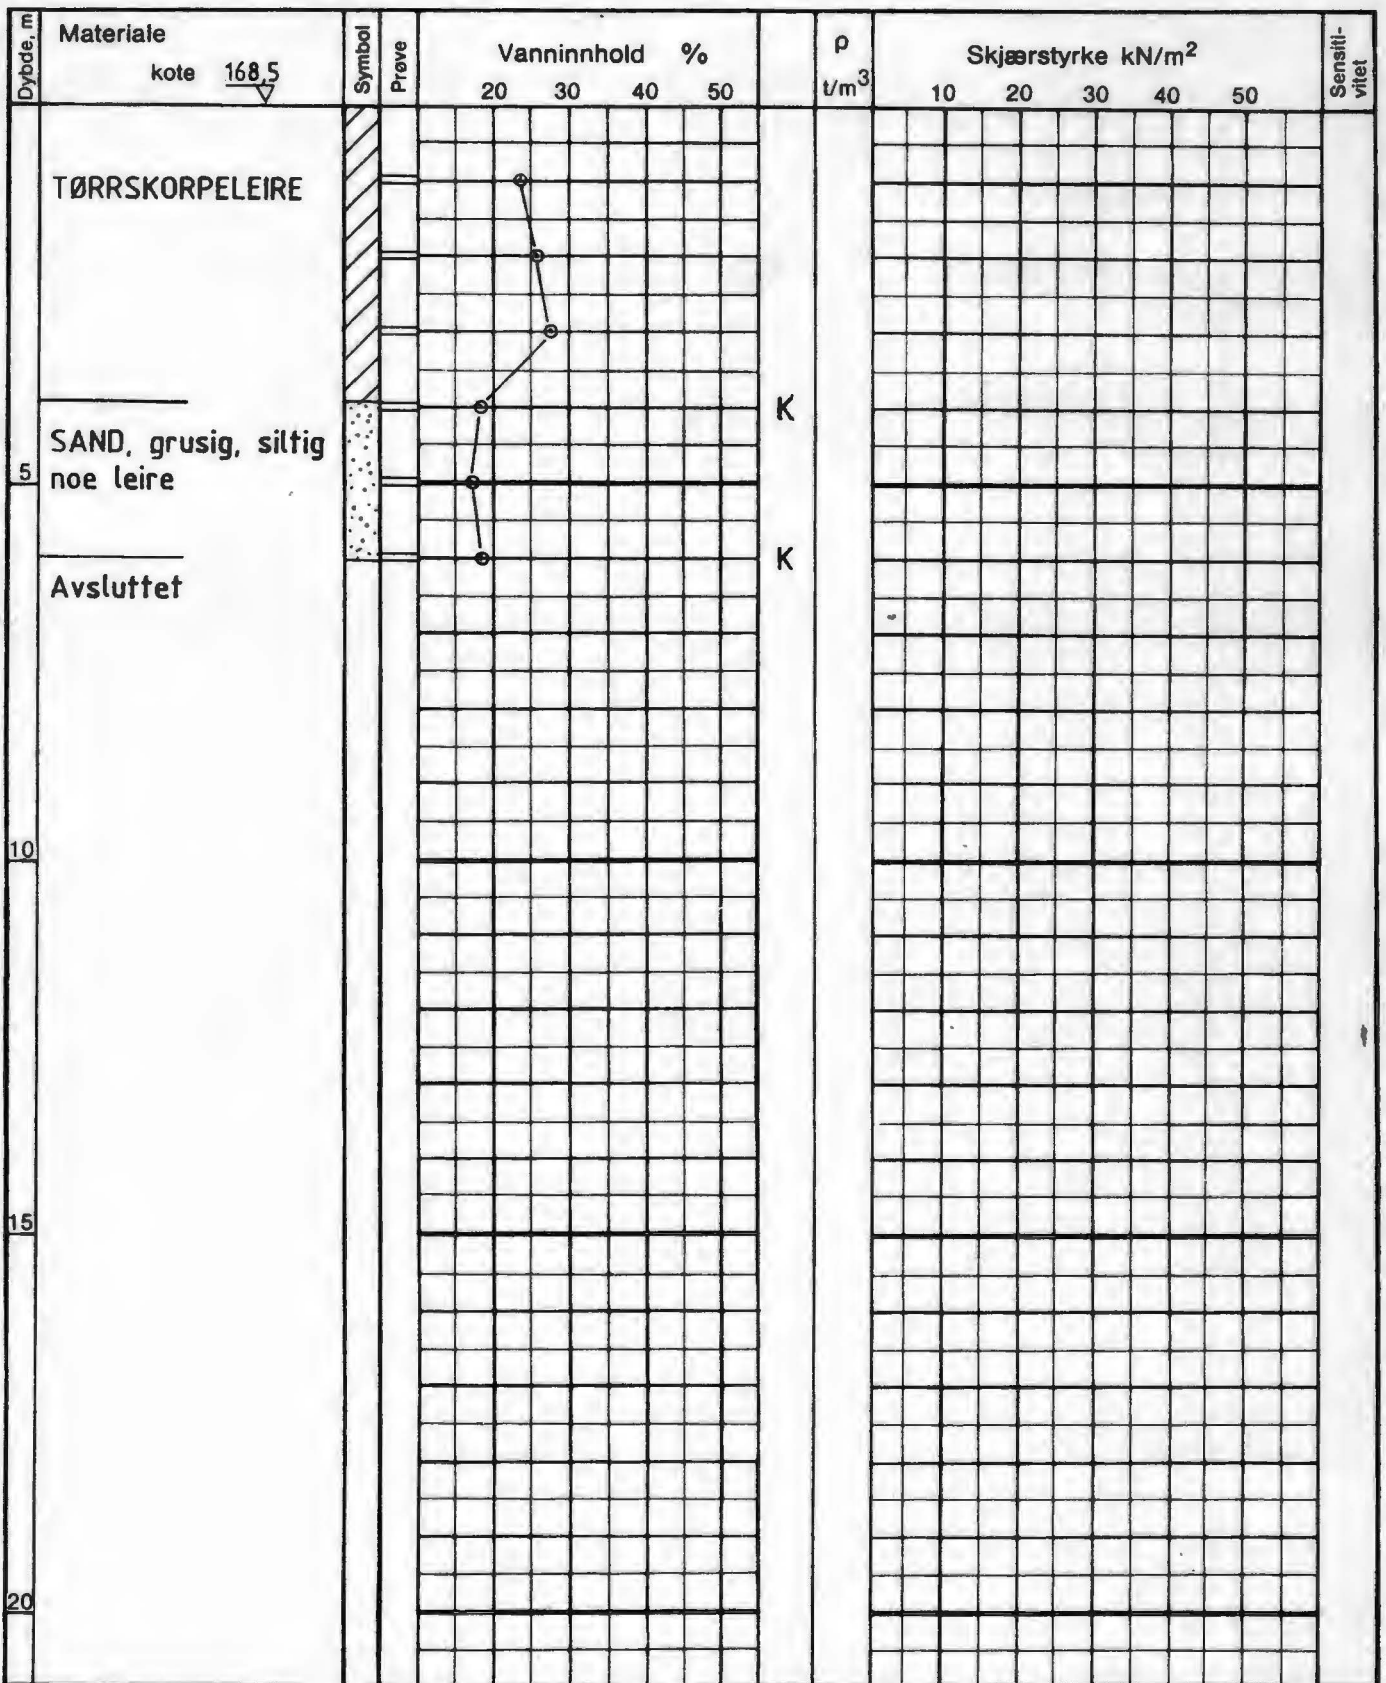 Dybde, m
Materiale
kote 168,5
Symbol
Prøve
Vanninnhold %
20 30 40 50
ρ
t/m³
Skjærstyrke kN/m²
10 20 30 40 50
Sensiti-
vitet
TØRRSKORPELEIRE
K
SAND, grusig, siltig
noe leire
5
K
Avsluttet
10
15
20